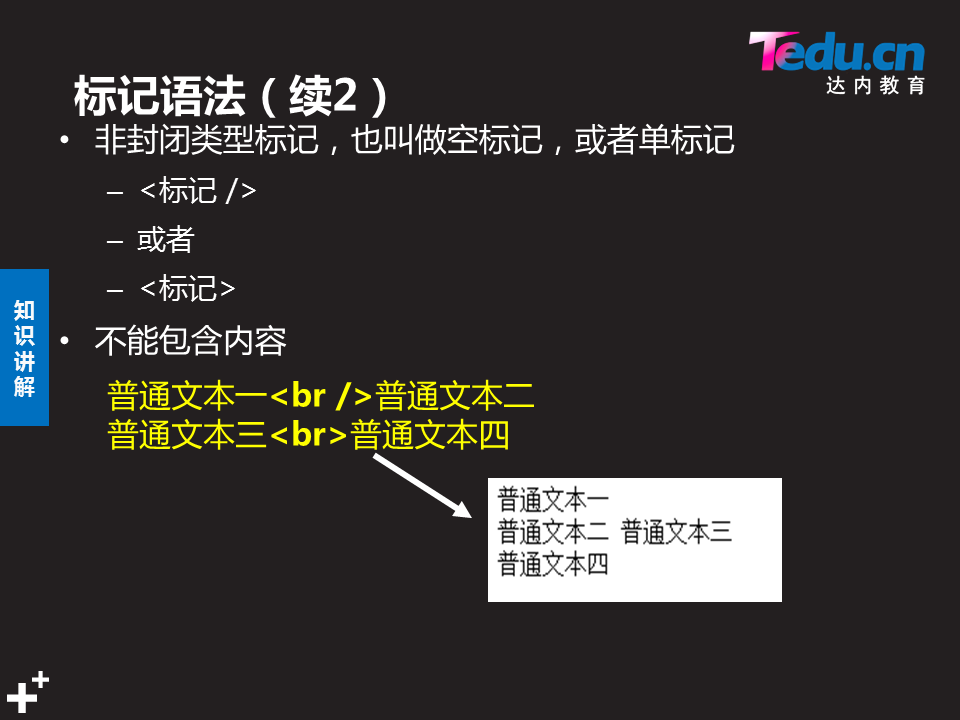 Tedu.cn
达内教育
标记语法（续2）
• 非封闭类型标记，也叫做空标记，或者单标记
– <标记 />
– 或者
– <标记>
知识讲解
• 不能包含内容
普通文本一<br />普通文本二
普通文本三<br>普通文本四
普通文本一
普通文本二 普通文本三
普通文本四